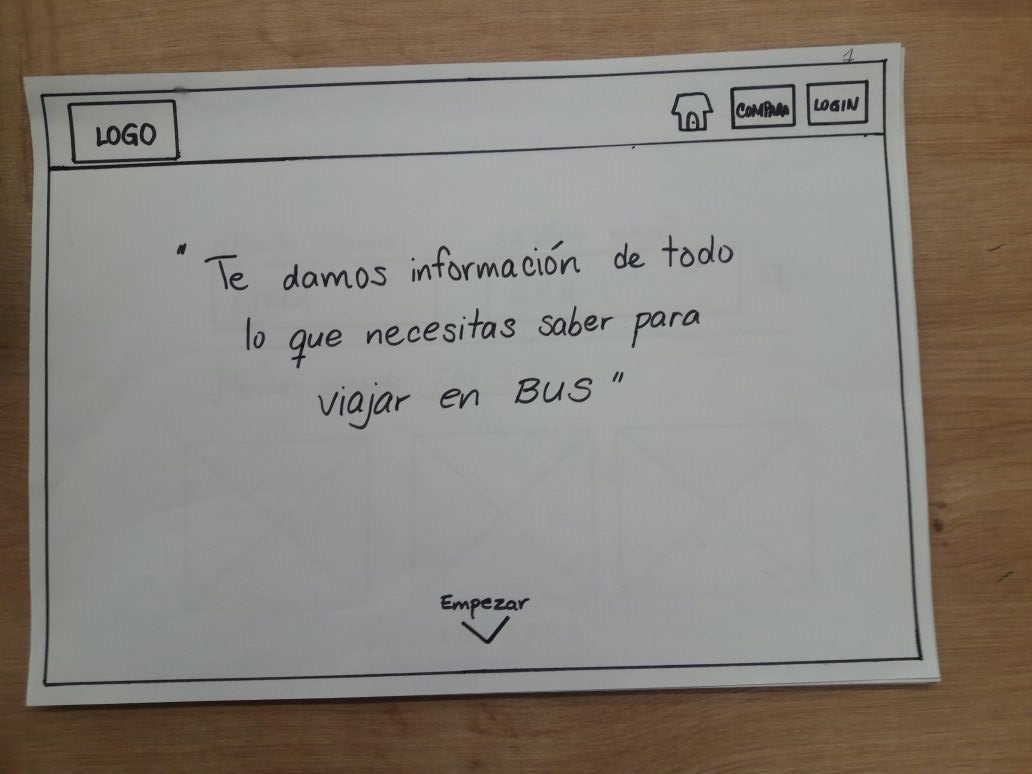 1
LOGO
COMPARA
LOGIN
" Te damos información de todo
lo que necesitas saber para
viajar en BUS "
Empezar